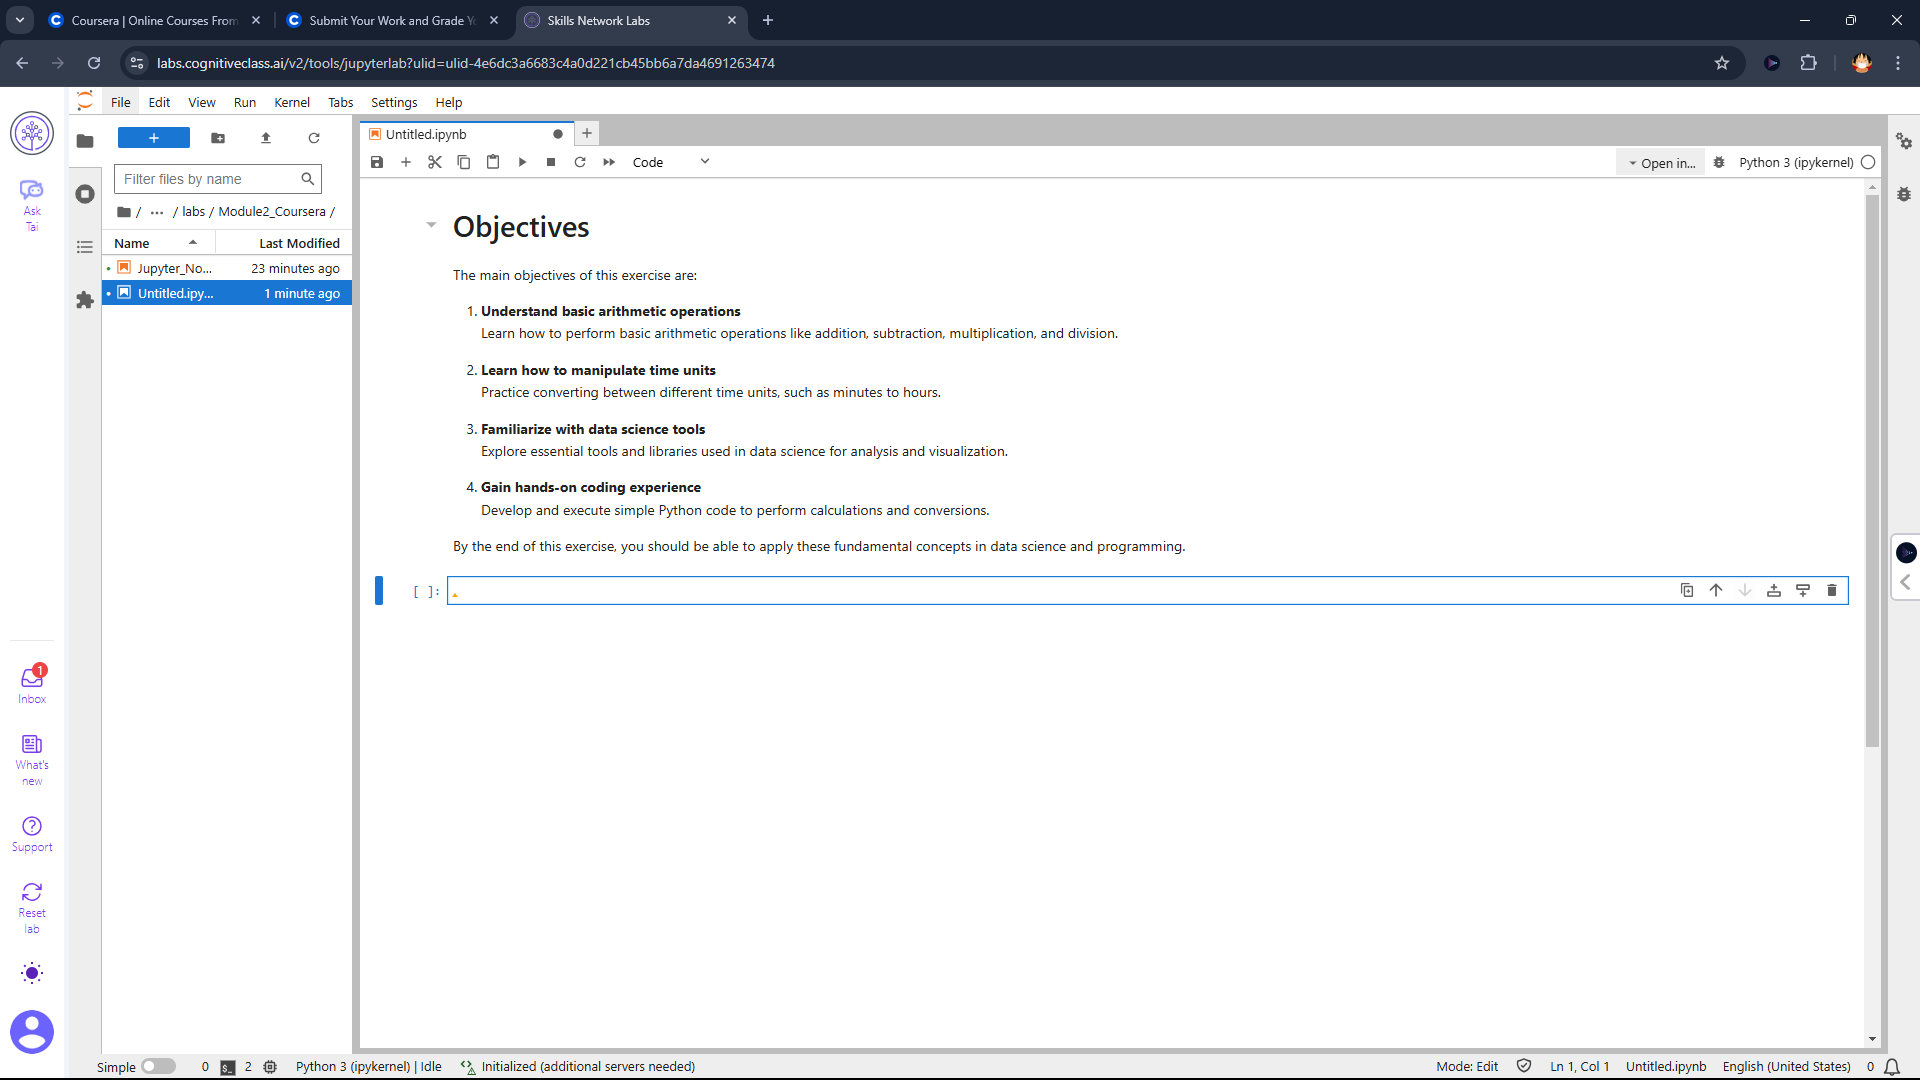 Coursera | Online Courses From
Submit Your Work and Grade Yo
Skills Network Labs
labs.cognitiveclass.ai/v2/tools/jupyterlab?ulid=ulid-4e6dc3a6683c4a0d221cb45bb6a7da4691263474
File Edit View Run Kernel Tabs Settings Help
Ask
Tai
Filter files by name
/ ... / labs / Module2_Coursera /
Name Last Modified
Jupyter_No... 23 minutes ago
Untitled.ipy... 1 minute ago
Untitled.ipynb
Code
Open in...
Python 3 (ipykernel)
Objectives
The main objectives of this exercise are:
1. Understand basic arithmetic operations
Learn how to perform basic arithmetic operations like addition, subtraction, multiplication, and division.
2. Learn how to manipulate time units
Practice converting between different time units, such as minutes to hours.
3. Familiarize with data science tools
Explore essential tools and libraries used in data science for analysis and visualization.
4. Gain hands-on coding experience
Develop and execute simple Python code to perform calculations and conversions.
By the end of this exercise, you should be able to apply these fundamental concepts in data science and programming.
[ ]:
1
Inbox
What's
new
Support
Reset
lab
Simple 0 $_ 2 Python 3 (ipykernel) | Idle Initialized (additional servers needed) Mode: Edit Ln 1, Col 1 Untitled.ipynb English (United States) 0